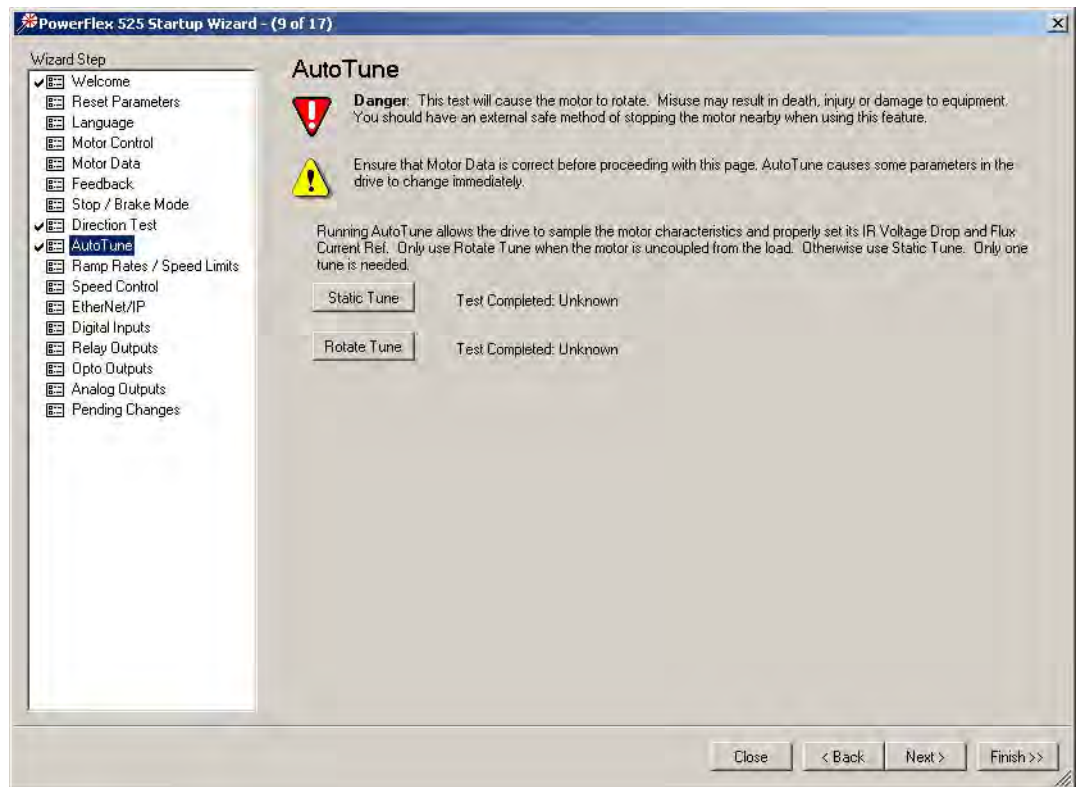 PowerFlex 525 Startup Wizard - (9 of 17)
Wizard Step
Welcome
Reset Parameters
Language
Motor Control
Motor Data
Feedback
Stop / Brake Mode
Direction Test
AutoTune
Ramp Rates / Speed Limits
Speed Control
EtherNet/IP
Digital Inputs
Relay Outputs
Opto Outputs
Analog Outputs
Pending Changes
AutoTune
Danger: This test will cause the motor to rotate. Misuse may result in death, injury or damage to equipment.
You should have an external safe method of stopping the motor nearby when using this feature.
Ensure that Motor Data is correct before proceeding with this page. AutoTune causes some parameters in the
drive to change immediately.
Running AutoTune allows the drive to sample the motor characteristics and properly set its IR Voltage Drop and Flux
Current Ref. Only use Rotate Tune when the motor is uncoupled from the load. Otherwise use Static Tune. Only one
tune is needed.
Static Tune
Test Completed: Unknown
Rotate Tune
Test Completed: Unknown
Close
< Back
Next >
Finish >>